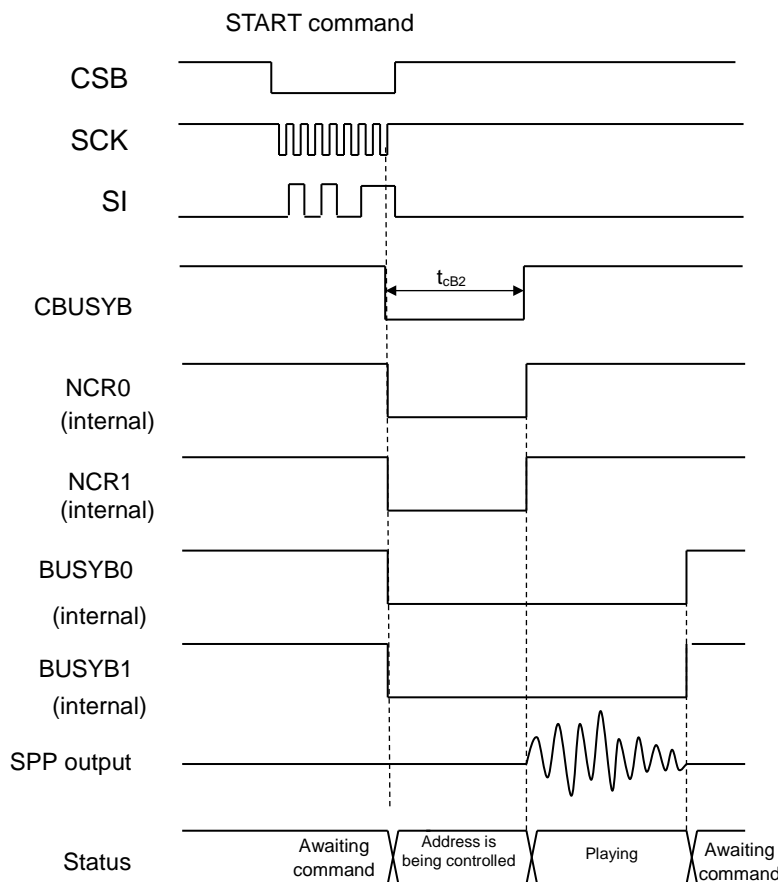 START command
CSB
SCK
SI
tcB2
CBUSYB
NCR0
(internal)
NCR1
(internal)
BUSYB0
(internal)
BUSYB1
(internal)
SPP output
Status
Awaiting
command
Address is
being controlled
Playing
Awaiting
command